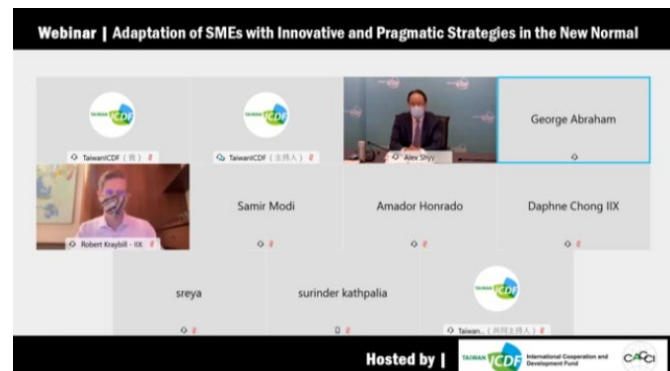 Webinar | Adaptation of SMEs with Innovative and Pragmatic Strategies in the New Normal
TAIWAN ICDF
TaiwanICDF（我）
TAIWAN ICDF
TaiwanICDF（主持人）
Alex Shyy
George Abraham
Robert Kraybill - IIX
Samir Modi
Amador Honrado
Daphne Chong IIX
sreya
surinder kathpalia
TAIWAN ICDF
Taiwan...（共同主持人）
Hosted by |
TAIWAN ICDF
International Cooperation and
Development Fund
CACCI